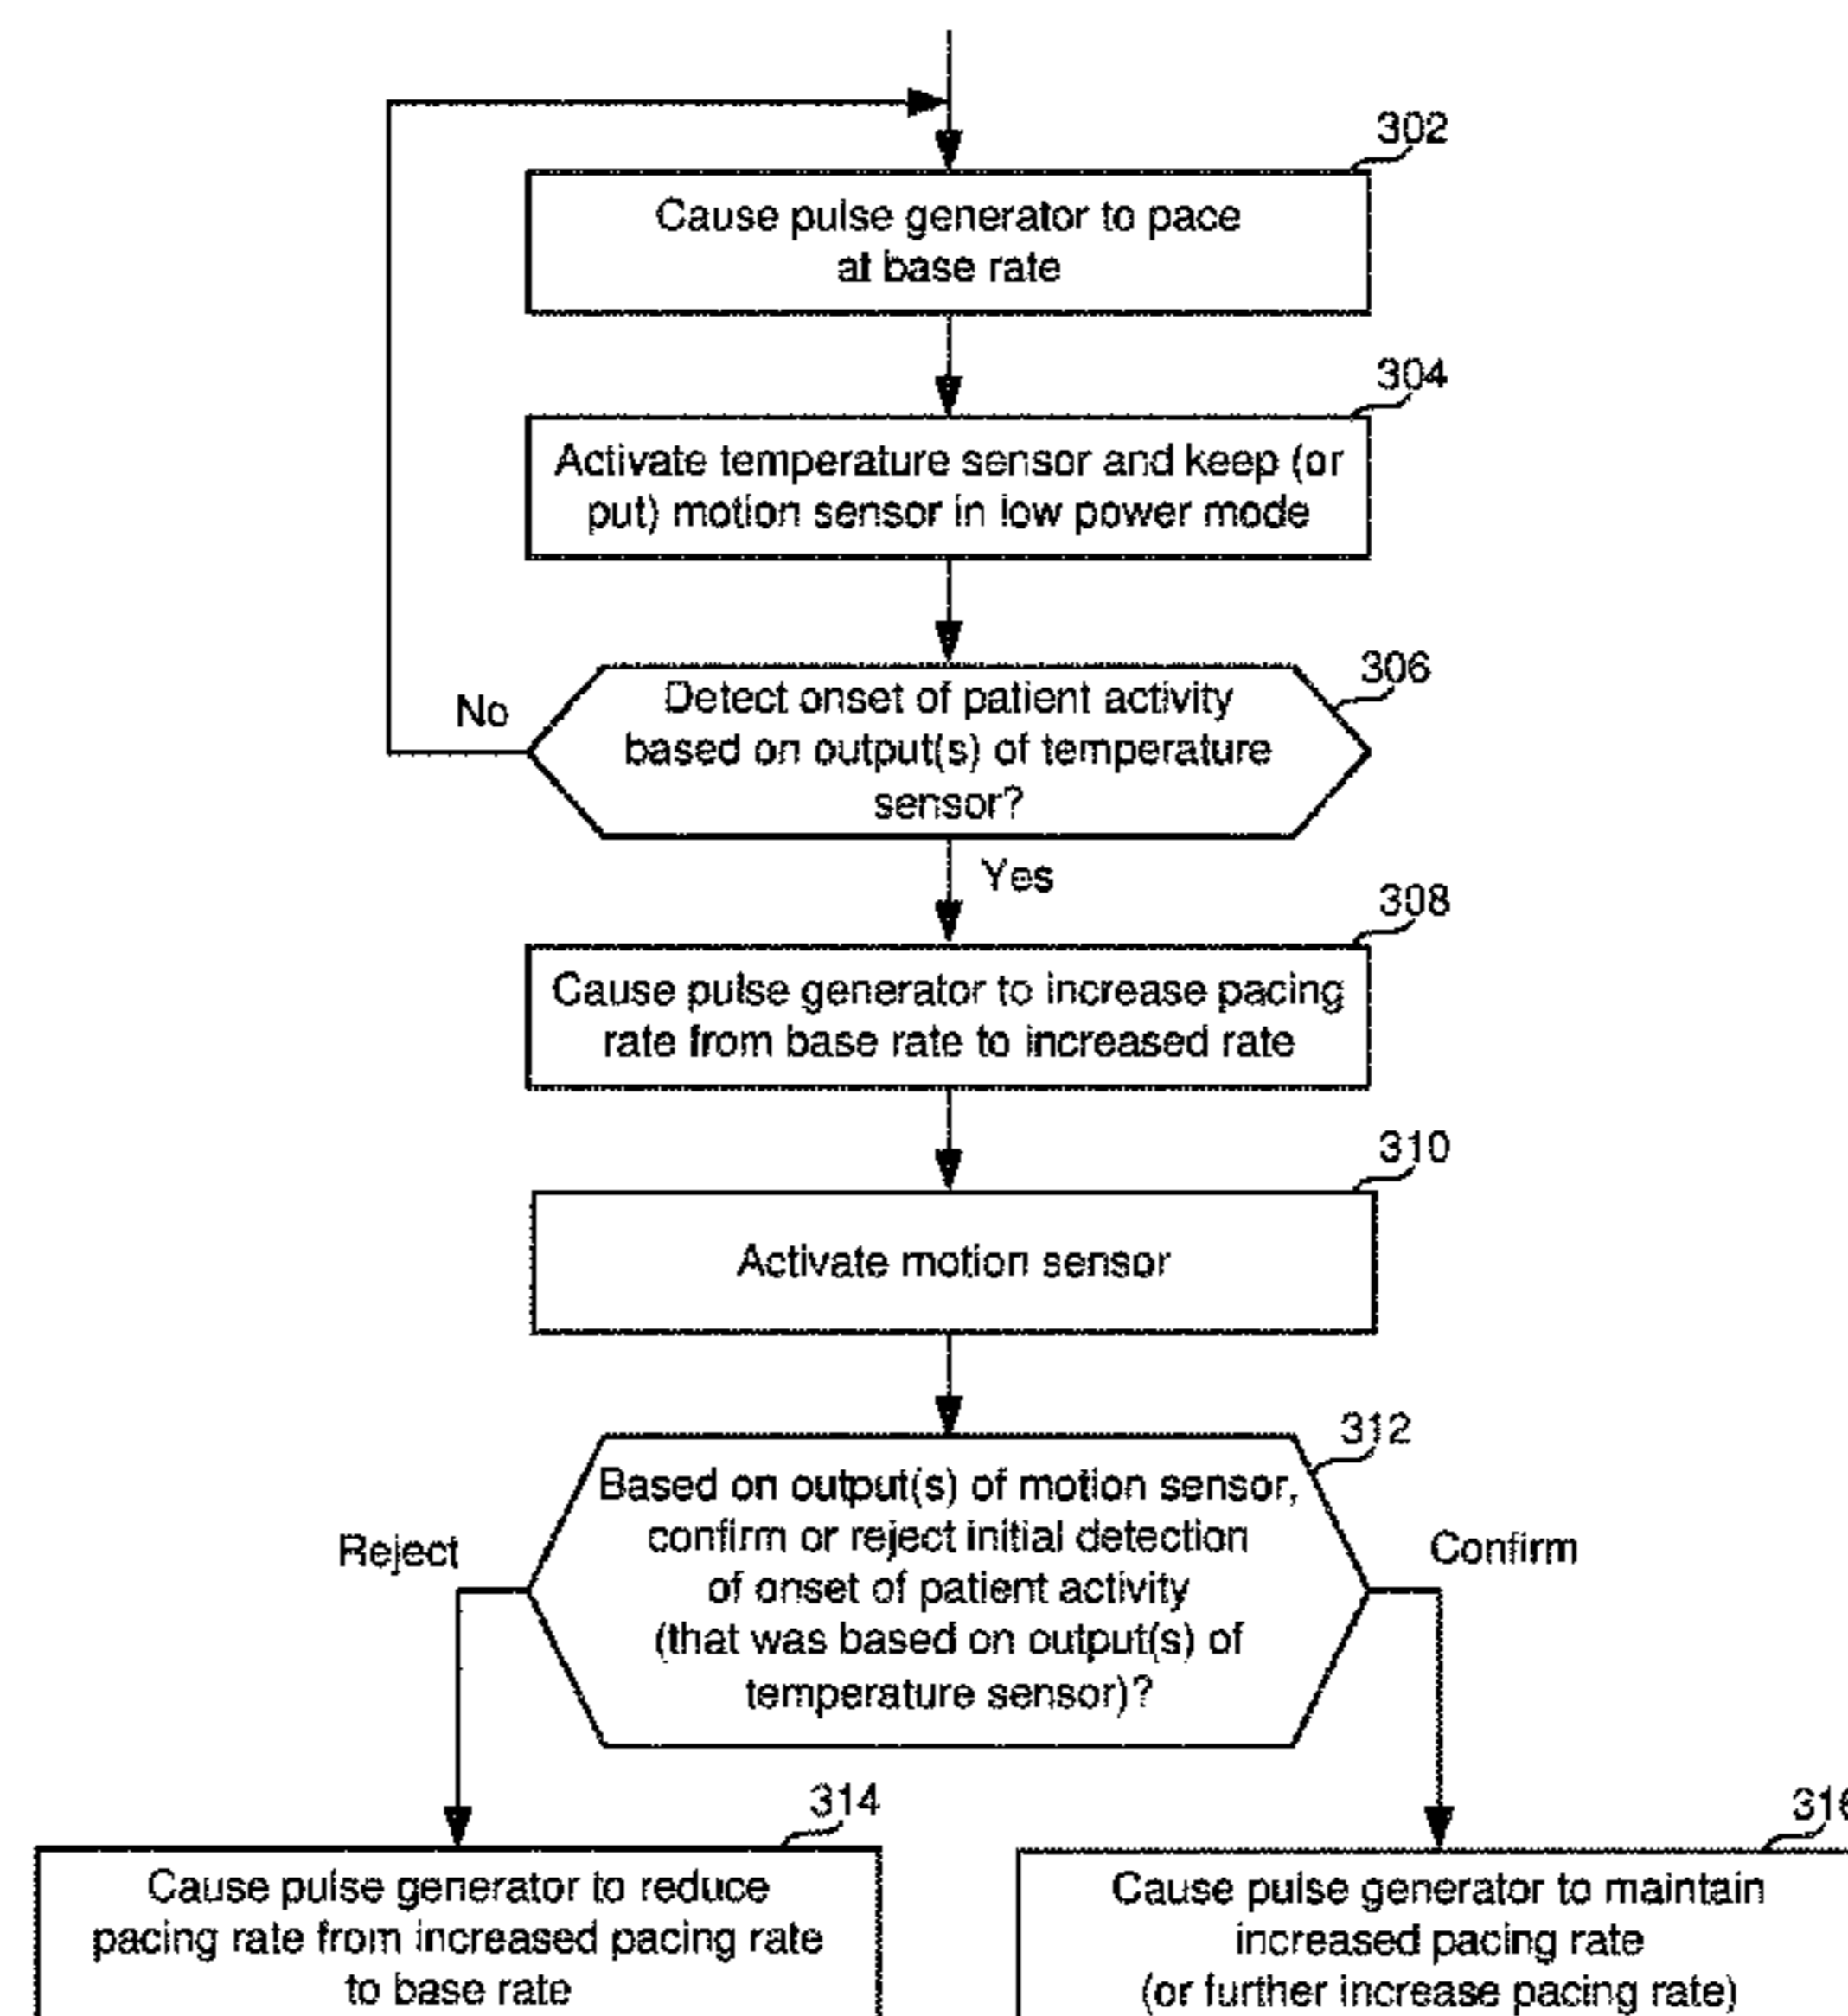 302
Cause pulse generator to pace
at base rate
304
Activate temperature sensor and keep (or
put) motion sensor in low power mode
306
Detect onset of patient activity
based on output(s) of temperature
sensor?
No
Yes
308
Cause pulse generator to increase pacing
rate from base rate to increased rate
310
Activate motion sensor
312
Based on output(s) of motion sensor,
confirm or reject initial detection
of onset of patient activity
(that was based on output(s) of
temperature sensor)?
Reject
Confirm
314
Cause pulse generator to reduce
pacing rate from increased pacing rate
to base rate
316
Cause pulse generator to maintain
increased pacing rate
(or further increase pacing rate)